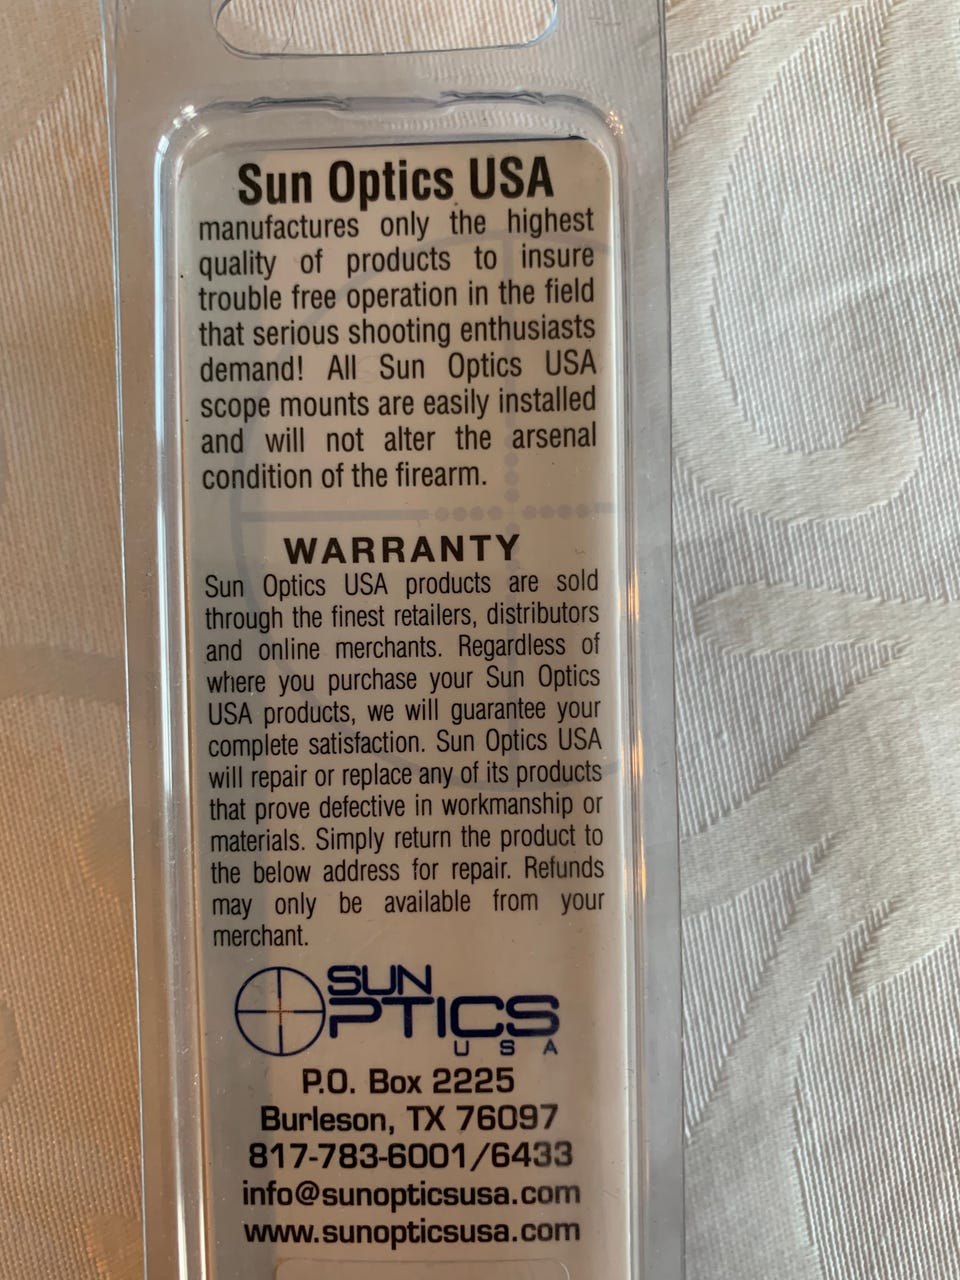 Sun Optics USA
manufactures only the highest
quality of products to insure
trouble free operation in the field
that serious shooting enthusiasts
demand! All Sun Optics USA
scope mounts are easily installed
and will not alter the arsenal
condition of the firearm.
WARRANTY
Sun Optics USA products are sold
through the finest retailers, distributors
and online merchants. Regardless of
where you purchase your Sun Optics
USA products, we will guarantee your
complete satisfaction. Sun Optics USA
will repair or replace any of its products
that prove defective in workmanship or
materials. Simply return the product to
the below address for repair. Refunds
may only be available from your
merchant.
SUN
OPTICS
USA
P.O. Box 2225
Burleson, TX 76097
817-783-6001/6433
info@sunopticsusa.com
www.sunopticsusa.com